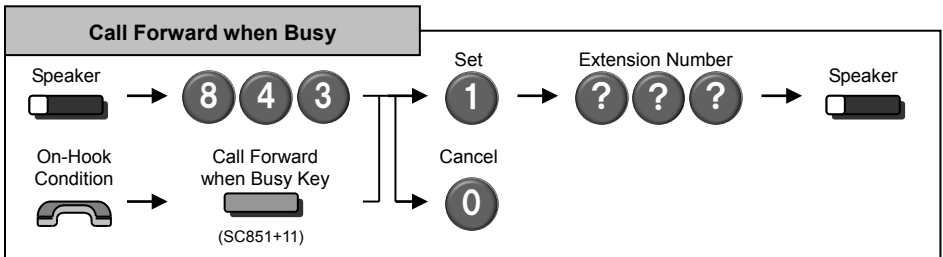 Call Forward when Busy
Speaker
8 4 3
Set
1
Extension Number
? ? ?
Speaker
On-Hook
Condition
Call Forward
when Busy Key
(SC851+11)
Cancel
0